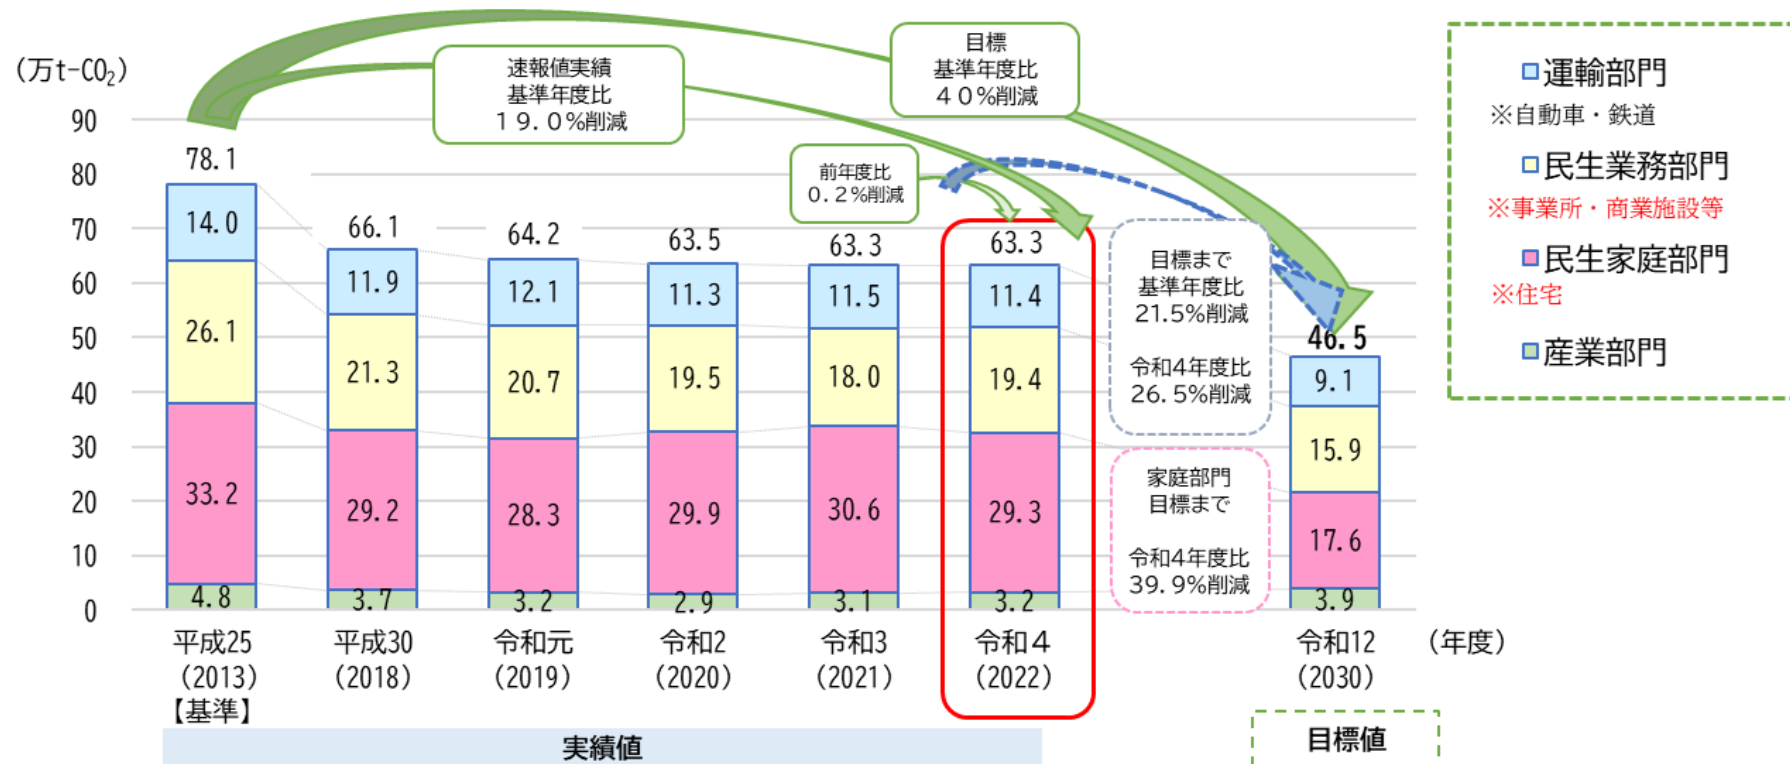 (万t-CO₂)
速報値実績
基準年度比
19.0%削減
目標
基準年度比
40%削減
前年度比
0.2%削減
90
80
70
60
50
40
30
20
10
0
78.1
14.0
26.1
33.2
4.8
66.1
11.9
21.3
29.2
3.7
64.2
12.1
20.7
28.3
3.2
63.5
11.3
19.5
29.9
2.9
63.3
11.5
18.0
30.6
3.1
63.3
11.4
19.4
29.3
3.2
目標まで
基準年度比
21.5%削減
令和4年度比
26.5%削減
家庭部門
目標まで
令和4年度比
39.9%削減
46.5
9.1
15.9
17.6
3.9
平成25
(2013)
【基準】
平成30
(2018)
令和元
(2019)
令和2
(2020)
令和3
(2021)
令和4
(2022)
令和12
(2030)
(年度)
実績値
目標値
運輸部門
※自動車・鉄道
民生業務部門
※事業所・商業施設等
民生家庭部門
※住宅
産業部門